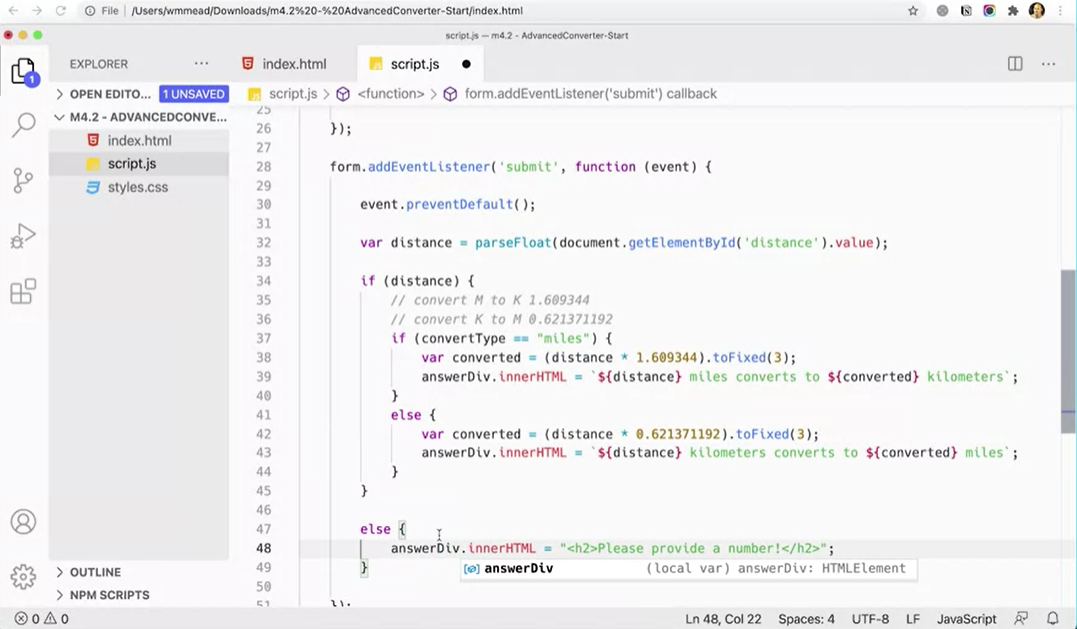 File
/Users/wmmead/Downloads/m4.2%20-%20AdvancedConverter-Start/index.html
script.js — m4.2 - AdvancedConverter-Start
1
EXPLORER
index.html
script.js
OPEN EDITO... 1 UNSAVED
script.js > <function> > form.addEventListener('submit') callback
M4.2 - ADVANCEDCONVE...
index.html
script.js
styles.css
25
26 });
27
28 form.addEventListener('submit', function (event) {
29
30 event.preventDefault();
31
32 var distance = parseFloat(document.getElementById('distance').value);
33
34 if (distance) {
35 // convert M to K 1.609344
36 // convert K to M 0.621371192
37 if (convertType == "miles") {
38 var converted = (distance * 1.609344).toFixed(3);
39 answerDiv.innerHTML = `${distance} miles converts to ${converted} kilometers`;
40 }
41 else {
42 var converted = (distance * 0.621371192).toFixed(3);
43 answerDiv.innerHTML = `${distance} kilometers converts to ${converted} miles`;
44 }
45 }
46
47 else {
48 answerDiv.innerHTML = "<h2>Please provide a number!</h2>";
49 }
answerDiv (local var) answerDiv: HTMLElement
50
51 });
OUTLINE
NPM SCRIPTS
0 0
Ln 48, Col 22 Spaces: 4 UTF-8 LF JavaScript